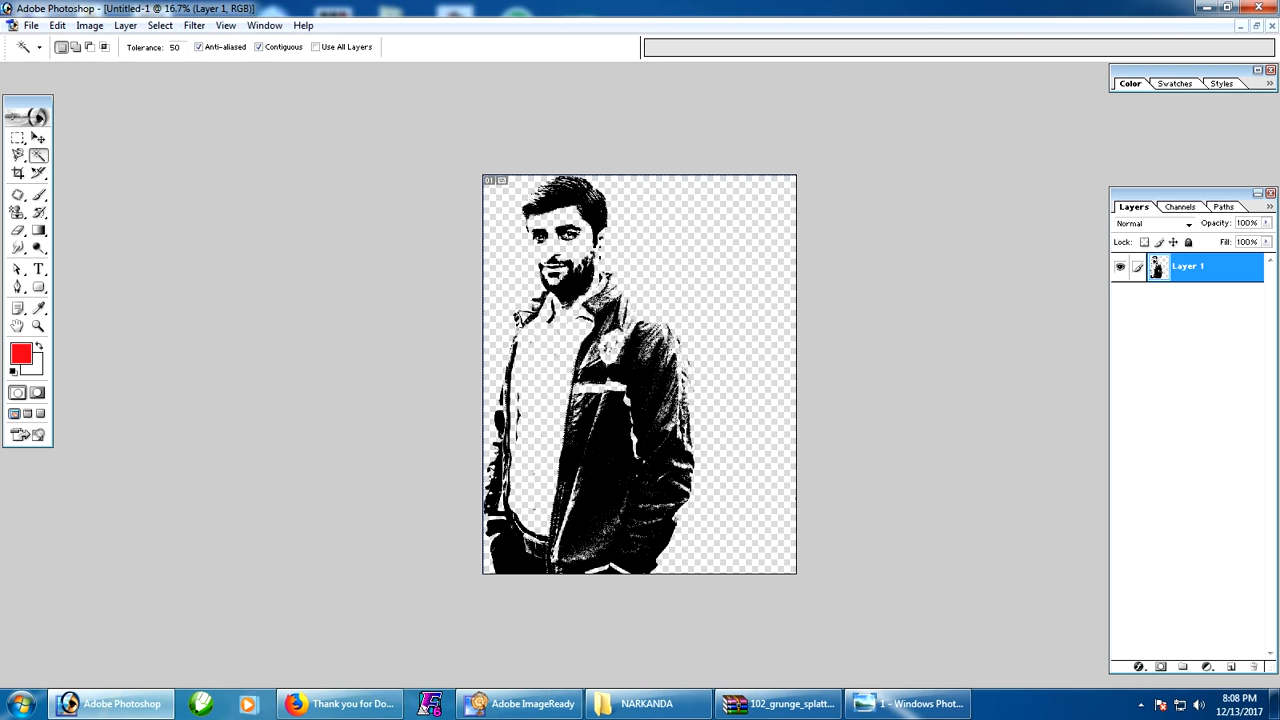 Adobe Photoshop - [Untitled-1 @ 16.7% (Layer 1, RGB)]
File Edit Image Layer Select Filter View Window Help
Tolerance: 50 Anti-aliased Contiguous Use All Layers
Color Swatches Styles
01
Layers Channels Paths
Normal Opacity: 100%
Lock: Fill: 100%
Layer 1
Adobe Photoshop Thank you for Do... Adobe ImageReady NARKANDA 102_grunge_splatt... 1 - Windows Phot...
8:08 PM
12/13/2017